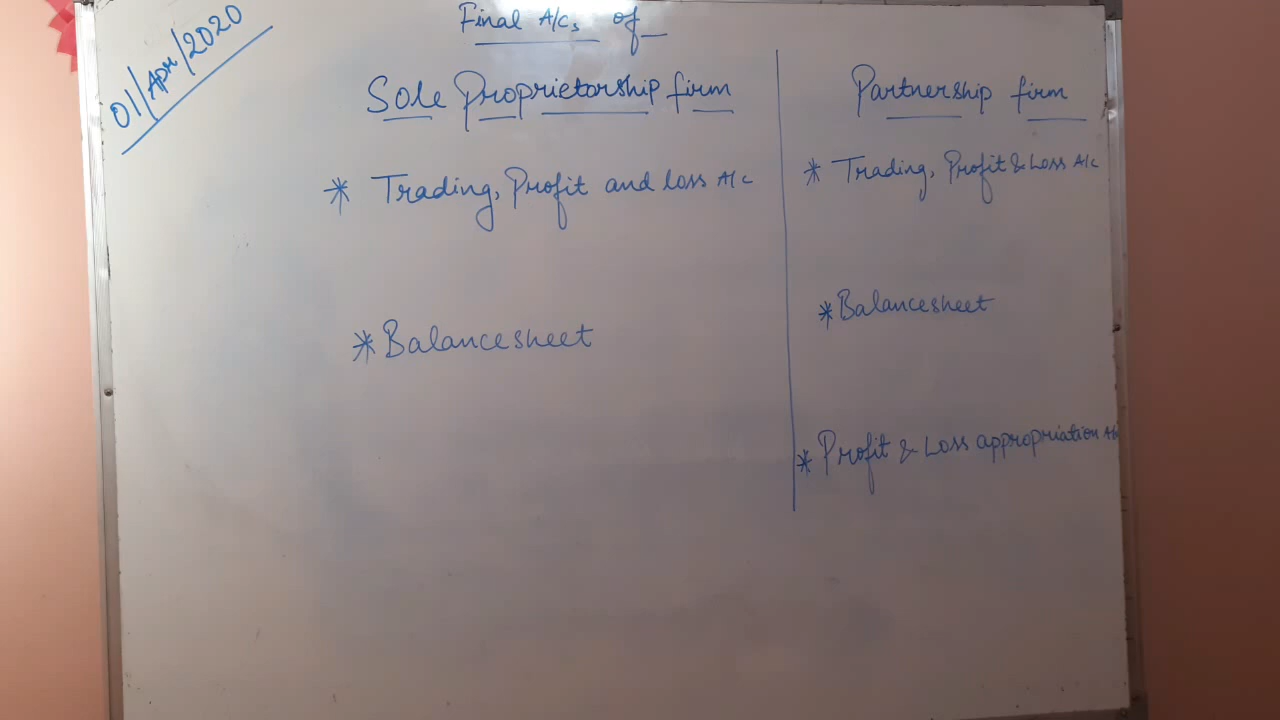 01/Apr/2020
Final A/Cs of
Sole Proprietorship firm
* Trading, Profit and loss A/c
* Balancesheet
Partnership firm
* Trading, Profit & Loss A/c
* Balancesheet
* Profit & Loss appropriation A/c